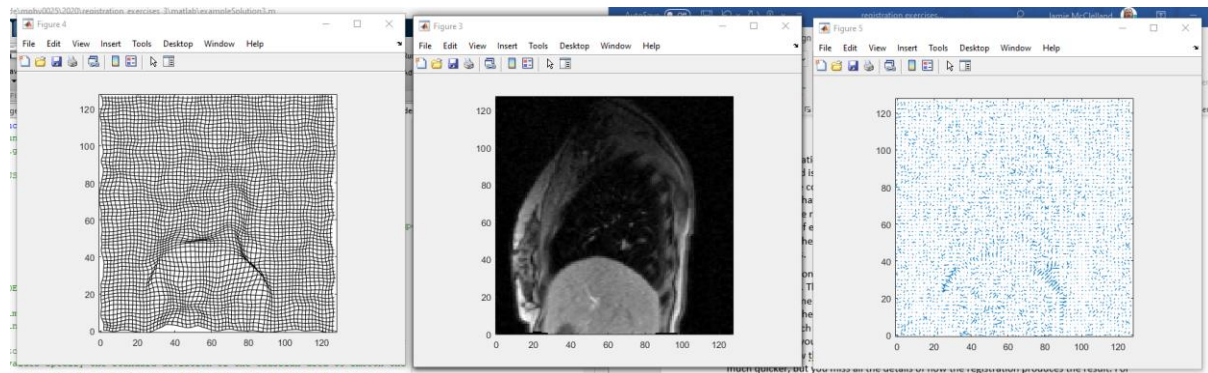 fe\mphy0025\2020\registration_exercises_3\matlab\exampleSolution3.m
Figure 4
File Edit View Insert Tools Desktop Window Help
120
100
80
60
40
20
0
0 20 40 60 80 100 120
Figure 3
File Edit View Insert Tools Desktop Window Help
120
100
80
60
40
20
0
0 20 40 60 80 100 120
AutoSave
registration exercises...
Jamie McClelland
Figure 5
File Edit View Insert Tools Desktop Window Help
120
100
80
60
40
20
0
0 20 40 60 80 100 120
much quicker, but you miss all the details of how the registration produces the result. For